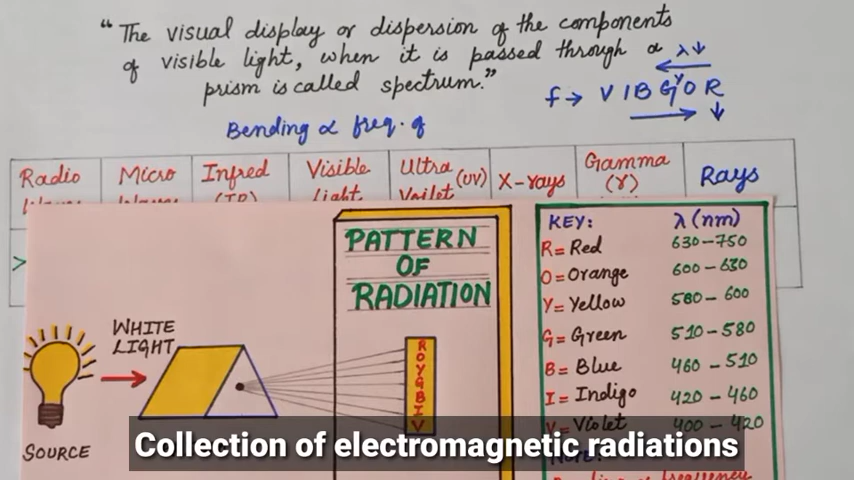 “The visual display or dispersion of the components
of visible light, when it is passed through a
prism is called spectrum.”
λ↓
f → V I B G Y O R ↓
Bending ∝ freq. of
Radio
Micro
Infred (IR)
Visible Light
Ultra Voilet (UV)
X-rays
Gamma (γ)
Rays
>
PATTERN
OF
RADIATION
WHITE
LIGHT
SOURCE
R
O
Y
G
B
I
V
KEY: λ (nm)
R= Red 630-750
O= Orange 600-630
Y= Yellow 580-600
G= Green 510-580
B= Blue 460-510
I= Indigo 420-460
V= Violet 400-420
Collection of electromagnetic radiations